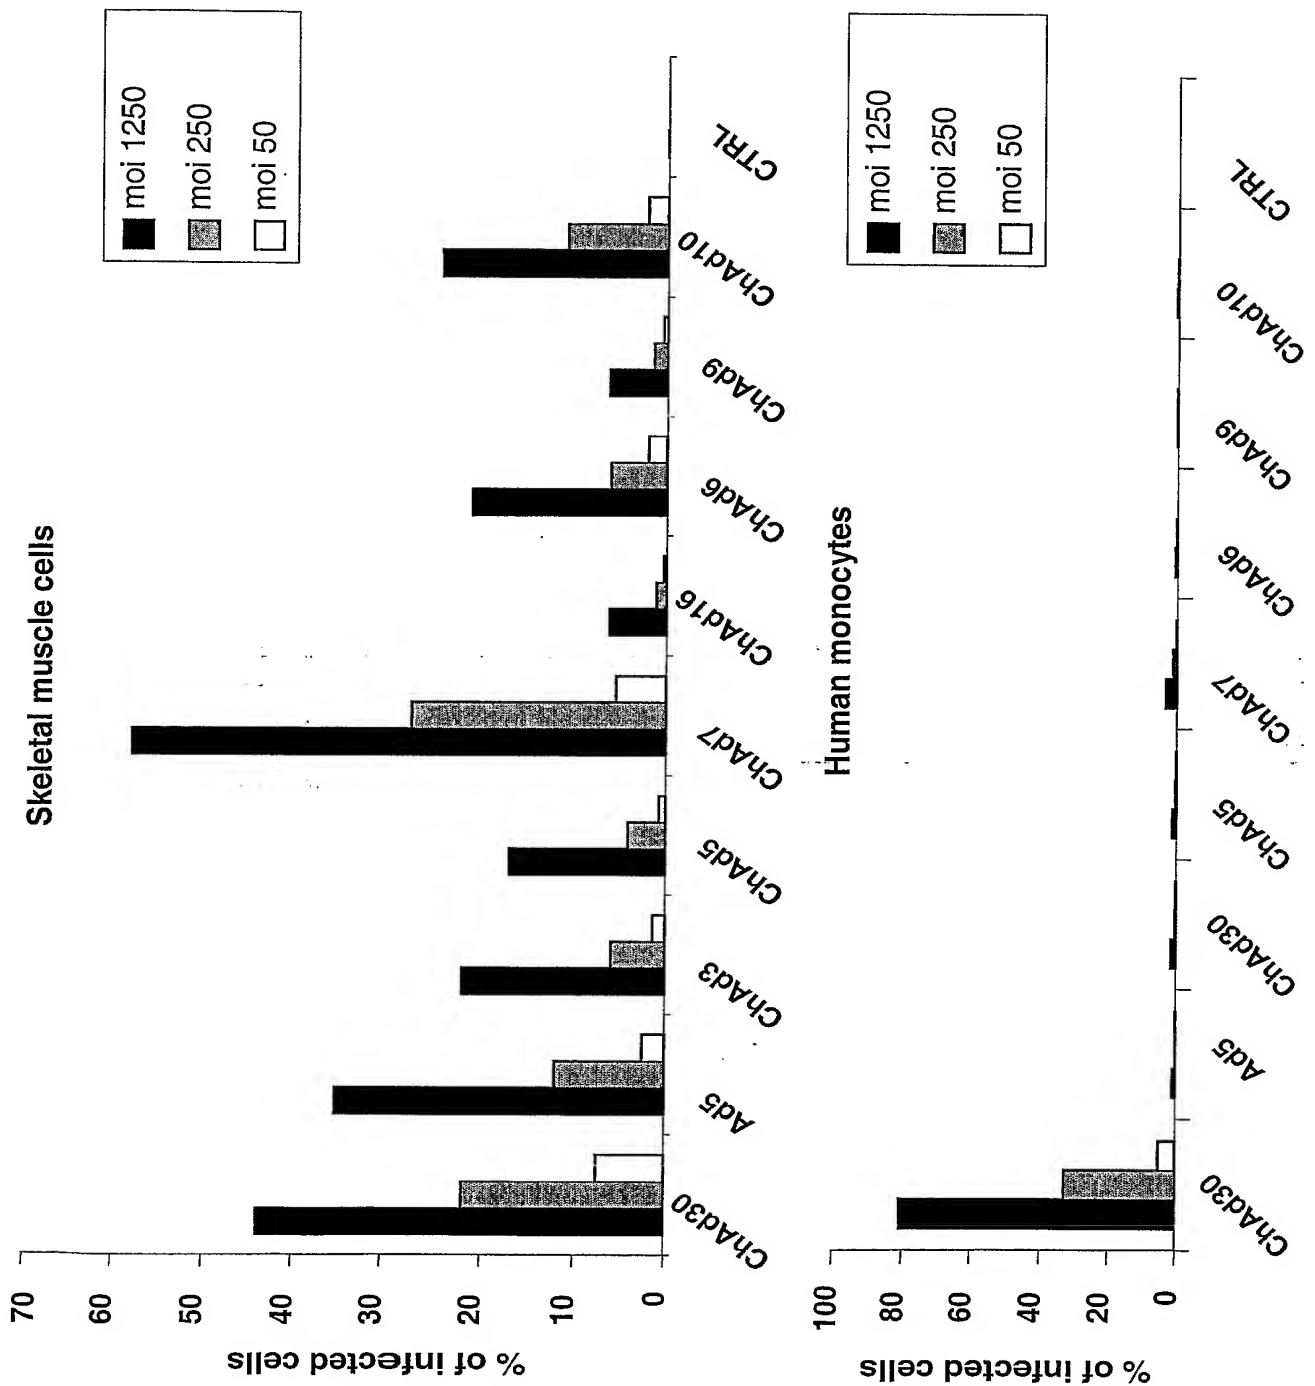 Skeletal muscle cells
% of infected cells
70
60
50
40
30
20
10
0
ChAd30
Ad5
ChAd3
ChAd5
ChAd7
ChAd16
ChAd6
ChAd9
ChAd10
CTRL
moi 1250
moi 250
moi 50
Human monocytes
% of infected cells
100
80
60
40
20
0
ChAd30
Ad5
ChAd30
ChAd5
ChAd7
ChAd6
ChAd9
ChAd10
CTRL
moi 1250
moi 250
moi 50